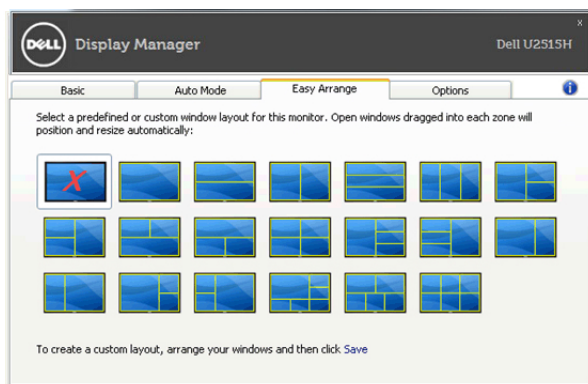 DELL Display Manager Dell U2515H
Basic Auto Mode Easy Arrange Options
Select a predefined or custom window layout for this monitor. Open windows dragged into each zone will
position and resize automatically:
To create a custom layout, arrange your windows and then click Save